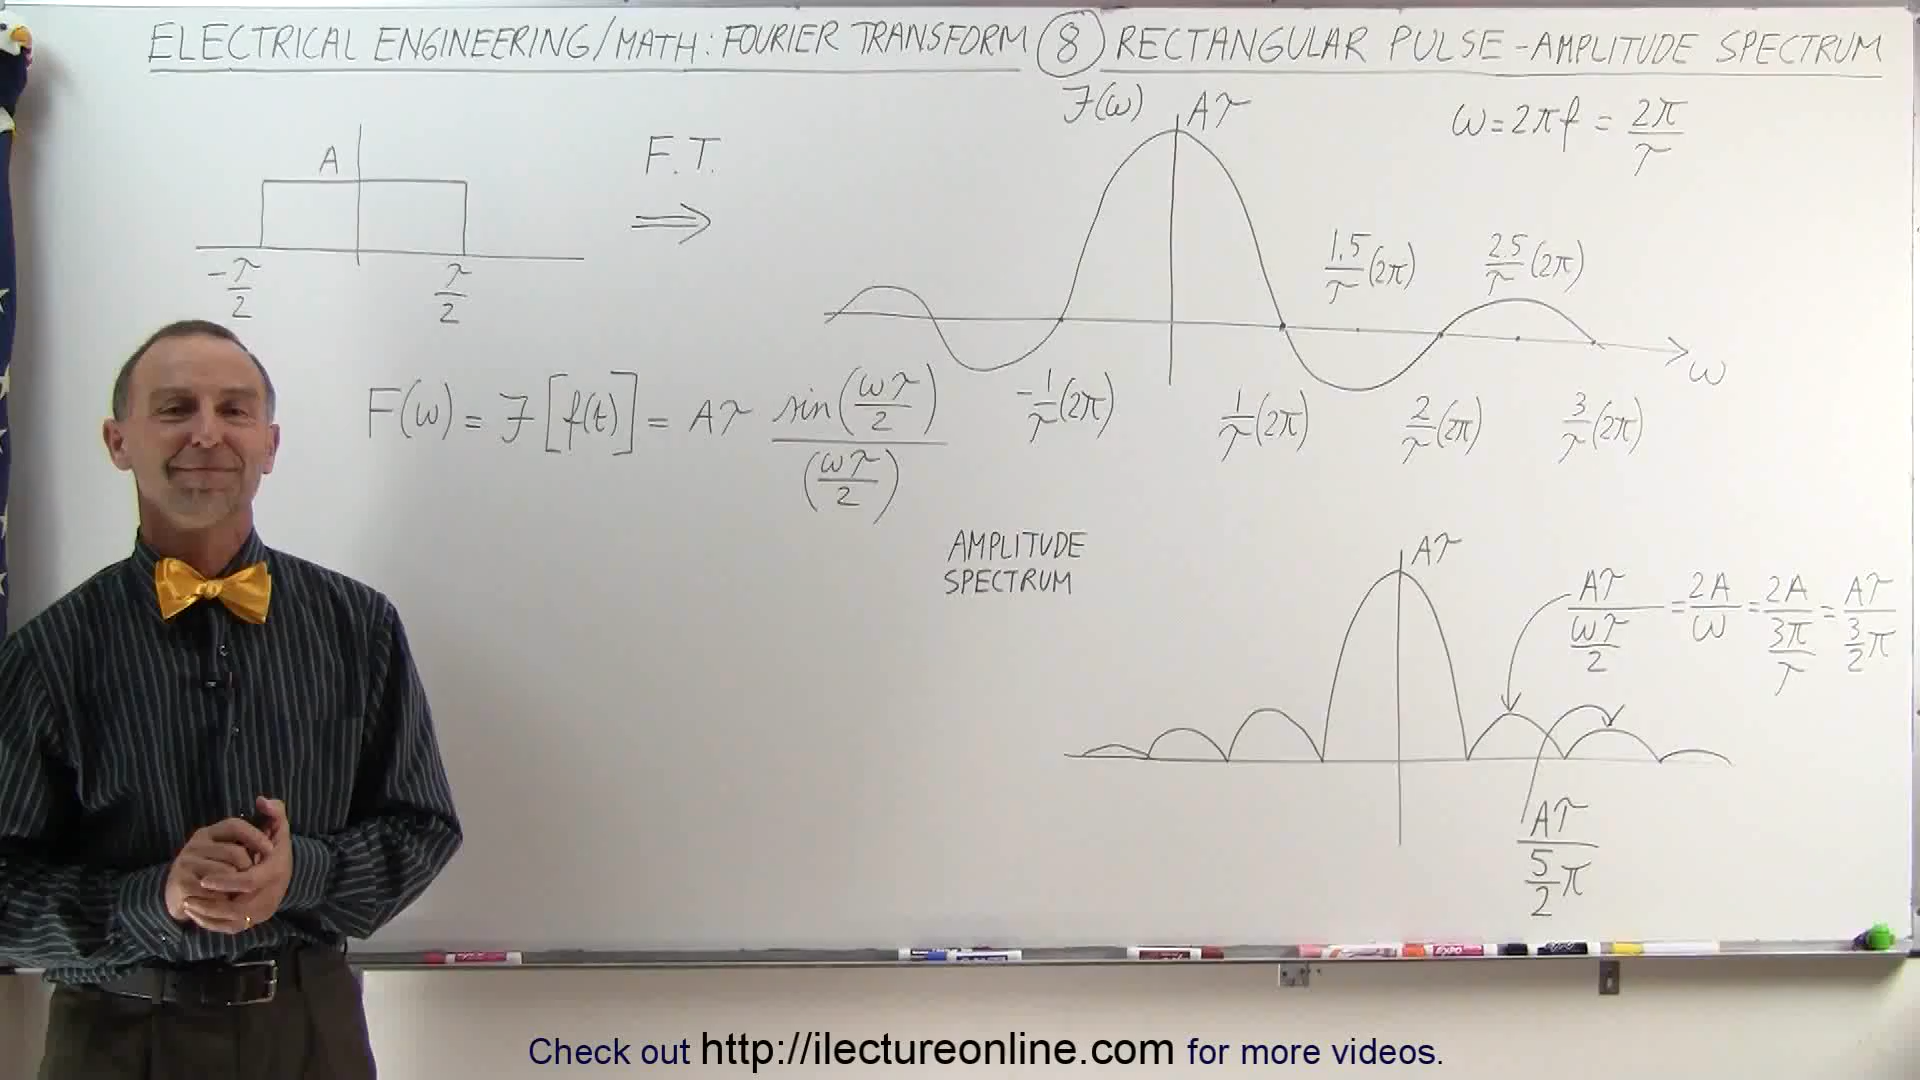 ELECTRICAL ENGINEERING/MATH: FOURIER TRANSFORM 8 RECTANGULAR PULSE - AMPLITUDE SPECTRUM
F(ω) Aτ
ω = 2πf = 2π/τ
A
F.T.
⇒
-τ/2 τ/2
1.5/τ (2π) 2.5/τ (2π)
ω
F(ω) = F[f(t)] = Aτ sin(ωτ/2) / (ωτ/2)
-1/τ (2π) 1/τ (2π) 2/τ (2π) 3/τ (2π)
AMPLITUDE
SPECTRUM
Aτ
Aτ / (ωτ/2) = 2A/ω = 2A / (3π/τ) = Aτ / (3/2 π)
Aτ / (5/2 π)
EXPO
Check out http://ilectureonline.com for more videos.